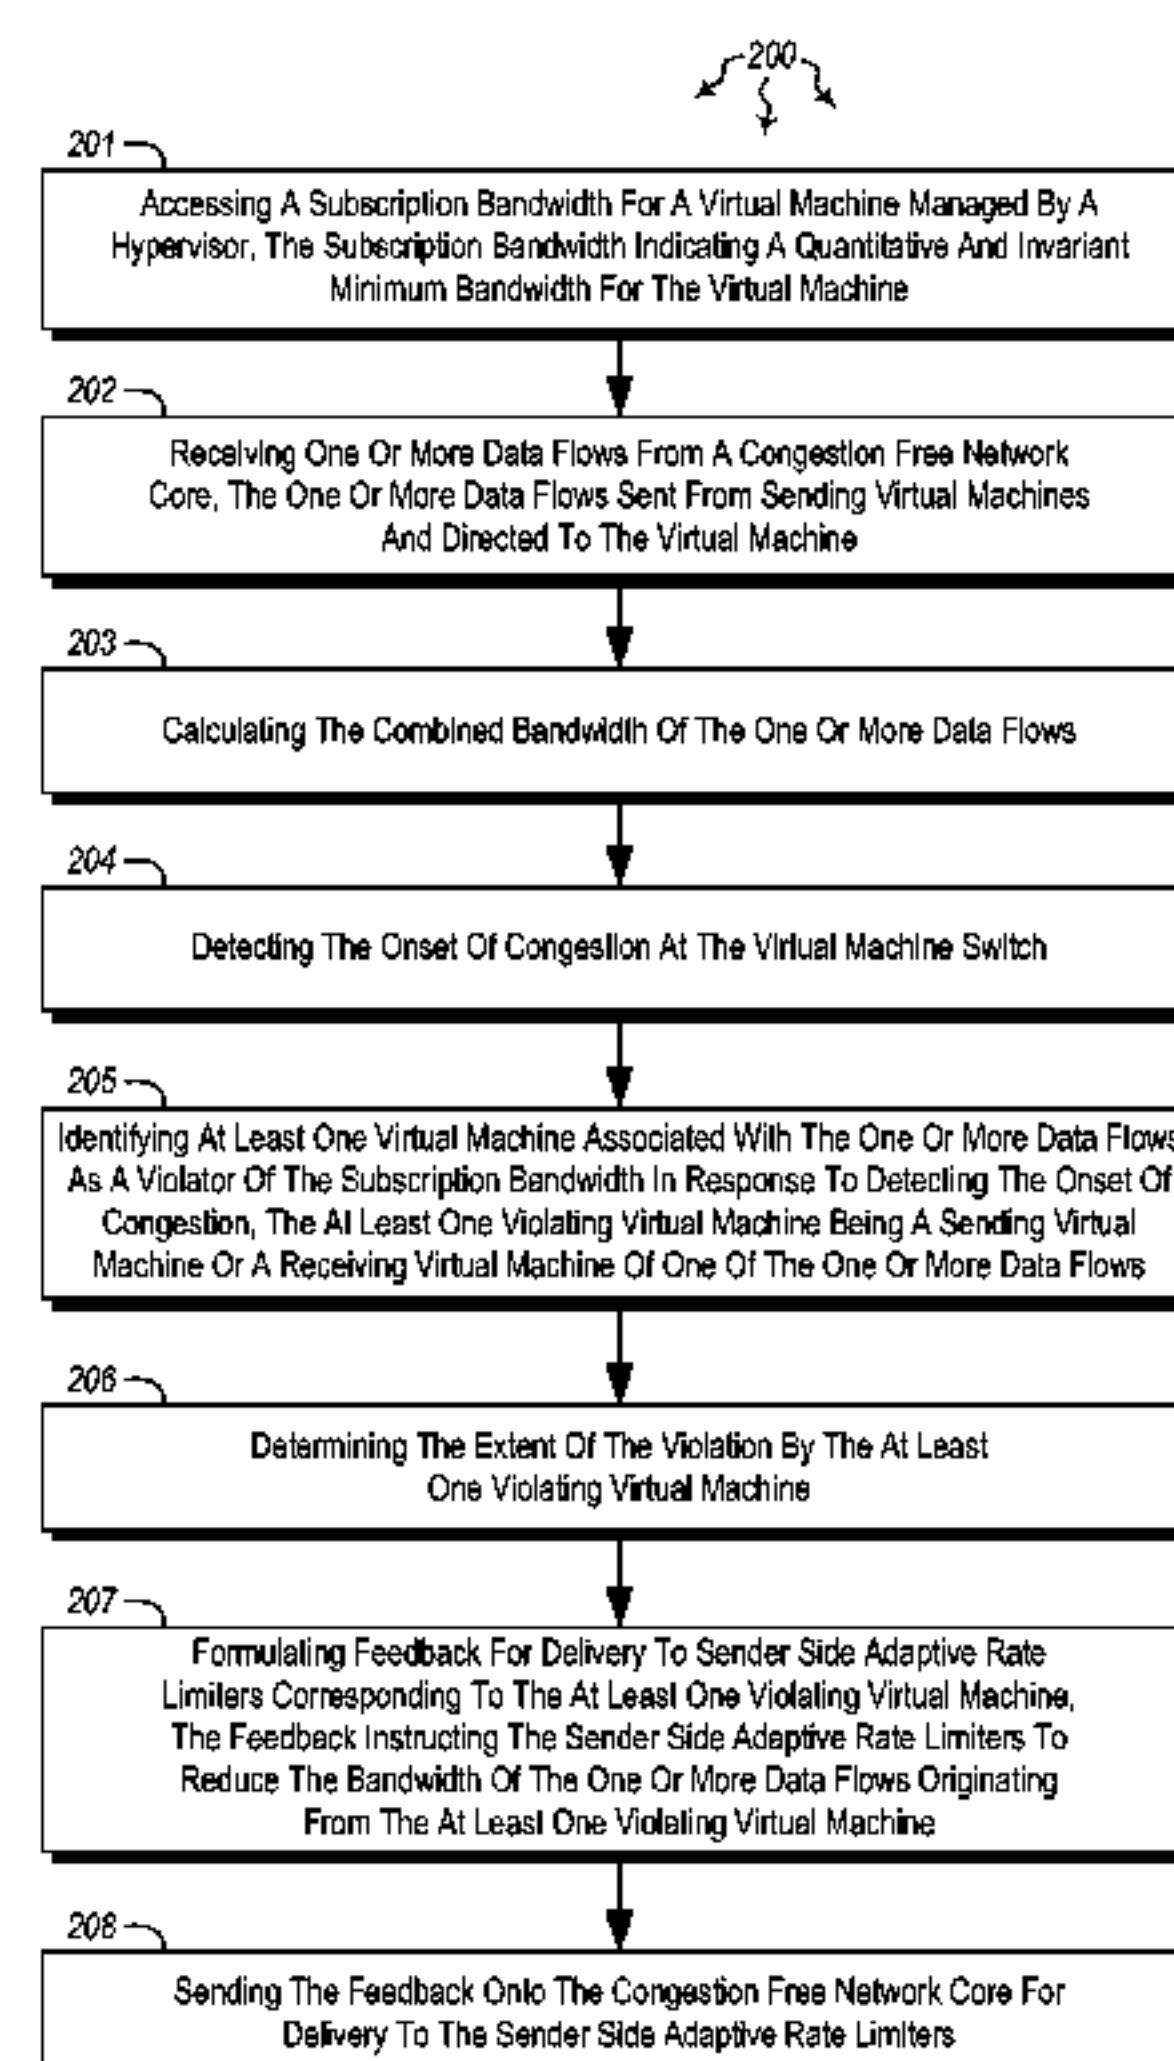 200
201
Accessing A Subscription Bandwidth For A Virtual Machine Managed By A
Hypervisor, The Subscription Bandwidth Indicating A Quantitative And Invariant
Minimum Bandwidth For The Virtual Machine
202
Receiving One Or More Data Flows From A Congestion Free Network
Core, The One Or More Data Flows Sent From Sending Virtual Machines
And Directed To The Virtual Machine
203
Calculating The Combined Bandwidth Of The One Or More Data Flows
204
Detecting The Onset Of Congestion At The Virtual Machine Switch
205
Identifying At Least One Virtual Machine Associated With The One Or More Data Flows
As A Violator Of The Subscription Bandwidth In Response To Detecting The Onset Of
Congestion, The At Least One Violating Virtual Machine Being A Sending Virtual
Machine Or A Receiving Virtual Machine Of One Of The One Or More Data Flows
206
Determining The Extent Of The Violation By The At Least
One Violating Virtual Machine
207
Formulating Feedback For Delivery To Sender Side Adaptive Rate
Limiters Corresponding To The At Least One Violating Virtual Machine,
The Feedback Instructing The Sender Side Adaptive Rate Limiters To
Reduce The Bandwidth Of The One Or More Data Flows Originating
From The At Least One Violating Virtual Machine
208
Sending The Feedback Onto The Congestion Free Network Core For
Delivery To The Sender Side Adaptive Rate Limiters